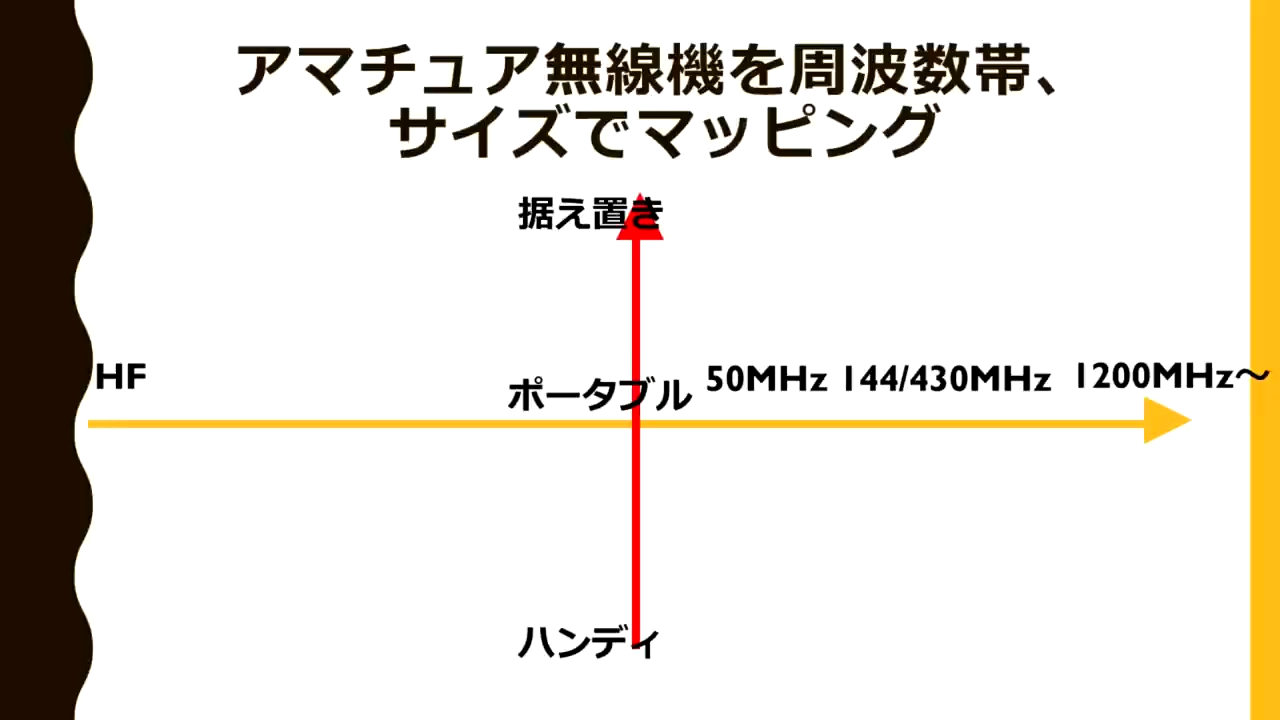 アマチュア無線機を周波数帯、
サイズでマッピング
据え置き
HF
ポータブル
50MHz 144/430MHz 1200MHz～
ハンディ